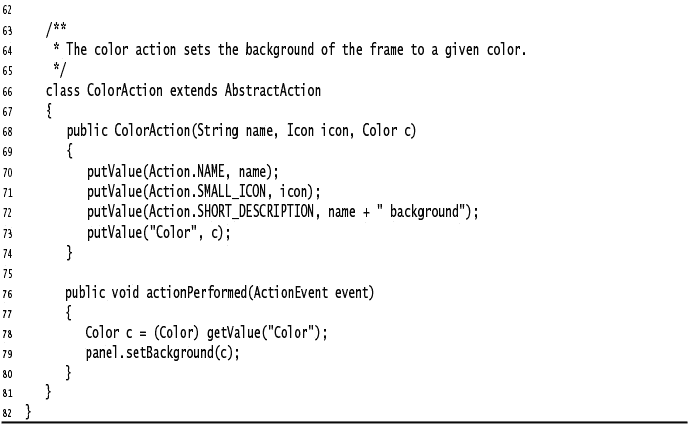 62
63 /**
64 * The color action sets the background of the frame to a given color.
65 */
66 class ColorAction extends AbstractAction
67 {
68 public ColorAction(String name, Icon icon, Color c)
69 {
70 putValue(Action.NAME, name);
71 putValue(Action.SMALL_ICON, icon);
72 putValue(Action.SHORT_DESCRIPTION, name + " background");
73 putValue("Color", c);
74 }
75
76 public void actionPerformed(ActionEvent event)
77 {
78 Color c = (Color) getValue("Color");
79 panel.setBackground(c);
80 }
81 }
82 }